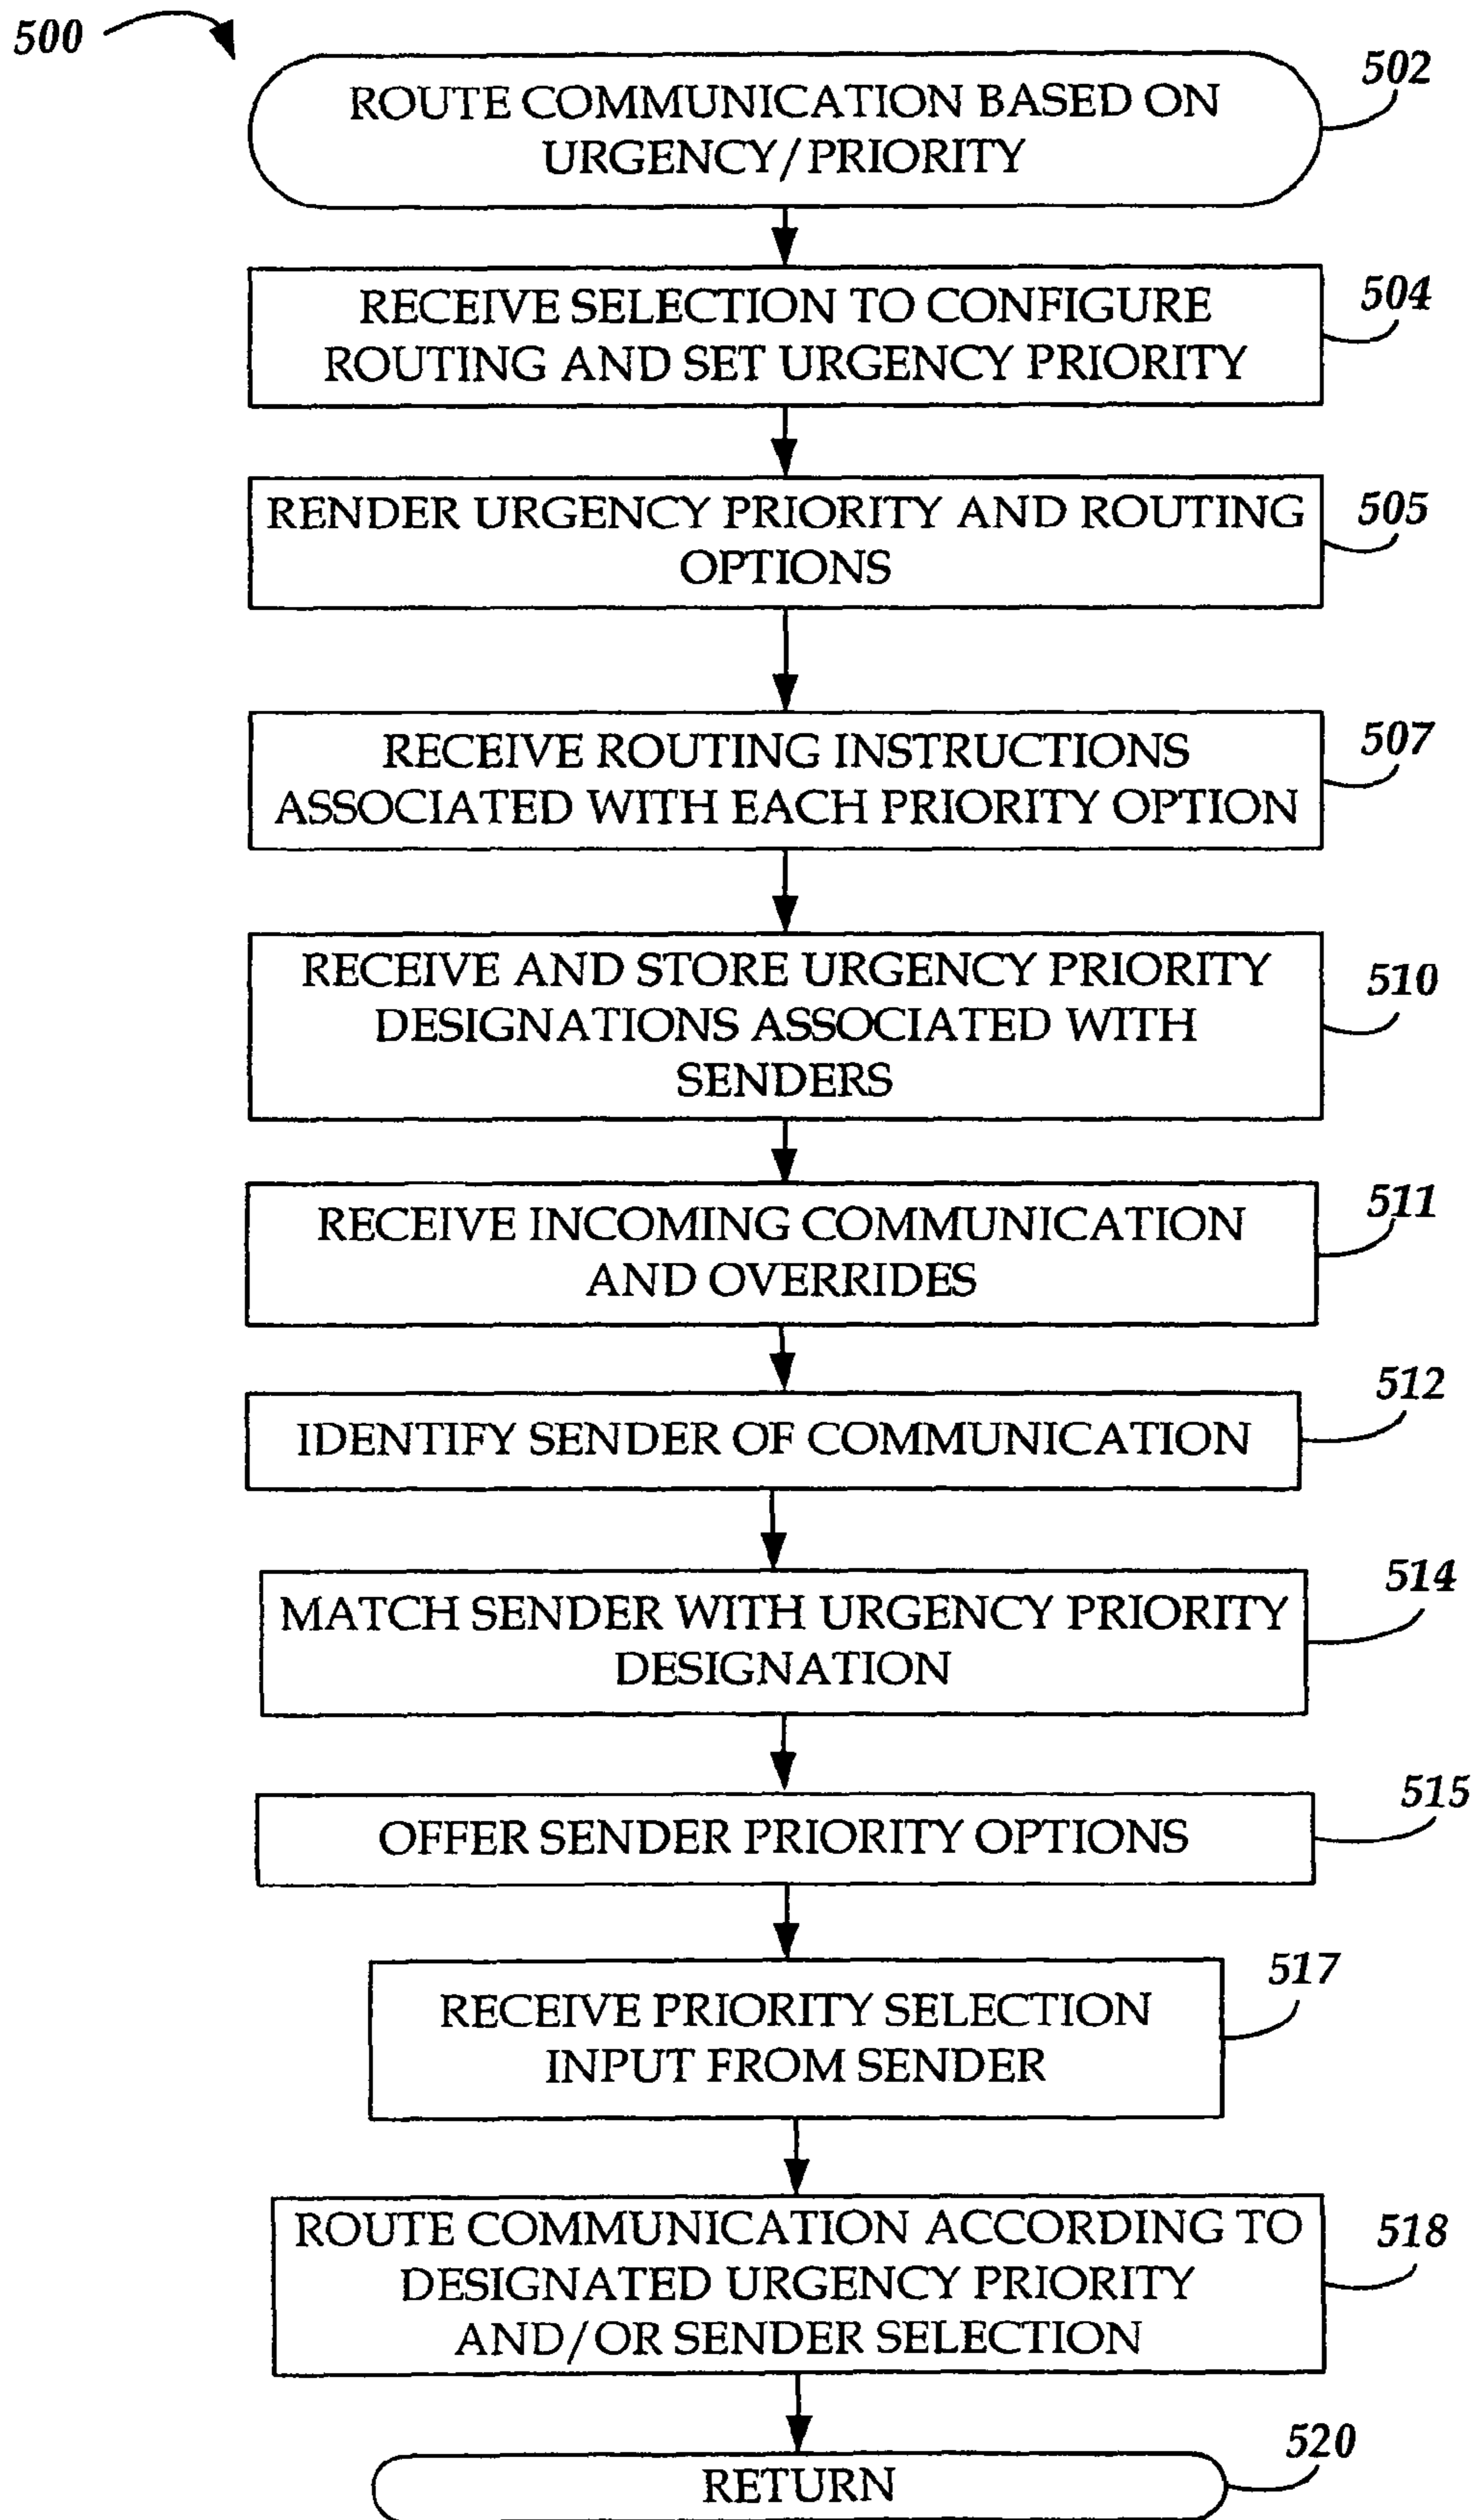 500
ROUTE COMMUNICATION BASED ON
URGENCY/PRIORITY
502
RECEIVE SELECTION TO CONFIGURE
ROUTING AND SET URGENCY PRIORITY
504
RENDER URGENCY PRIORITY AND ROUTING
OPTIONS
505
RECEIVE ROUTING INSTRUCTIONS
ASSOCIATED WITH EACH PRIORITY OPTION
507
RECEIVE AND STORE URGENCY PRIORITY
DESIGNATIONS ASSOCIATED WITH
SENDERS
510
RECEIVE INCOMING COMMUNICATION
AND OVERRIDES
511
IDENTIFY SENDER OF COMMUNICATION
512
MATCH SENDER WITH URGENCY PRIORITY
DESIGNATION
514
OFFER SENDER PRIORITY OPTIONS
515
RECEIVE PRIORITY SELECTION
INPUT FROM SENDER
517
ROUTE COMMUNICATION ACCORDING TO
DESIGNATED URGENCY PRIORITY
AND/OR SENDER SELECTION
518
RETURN
520